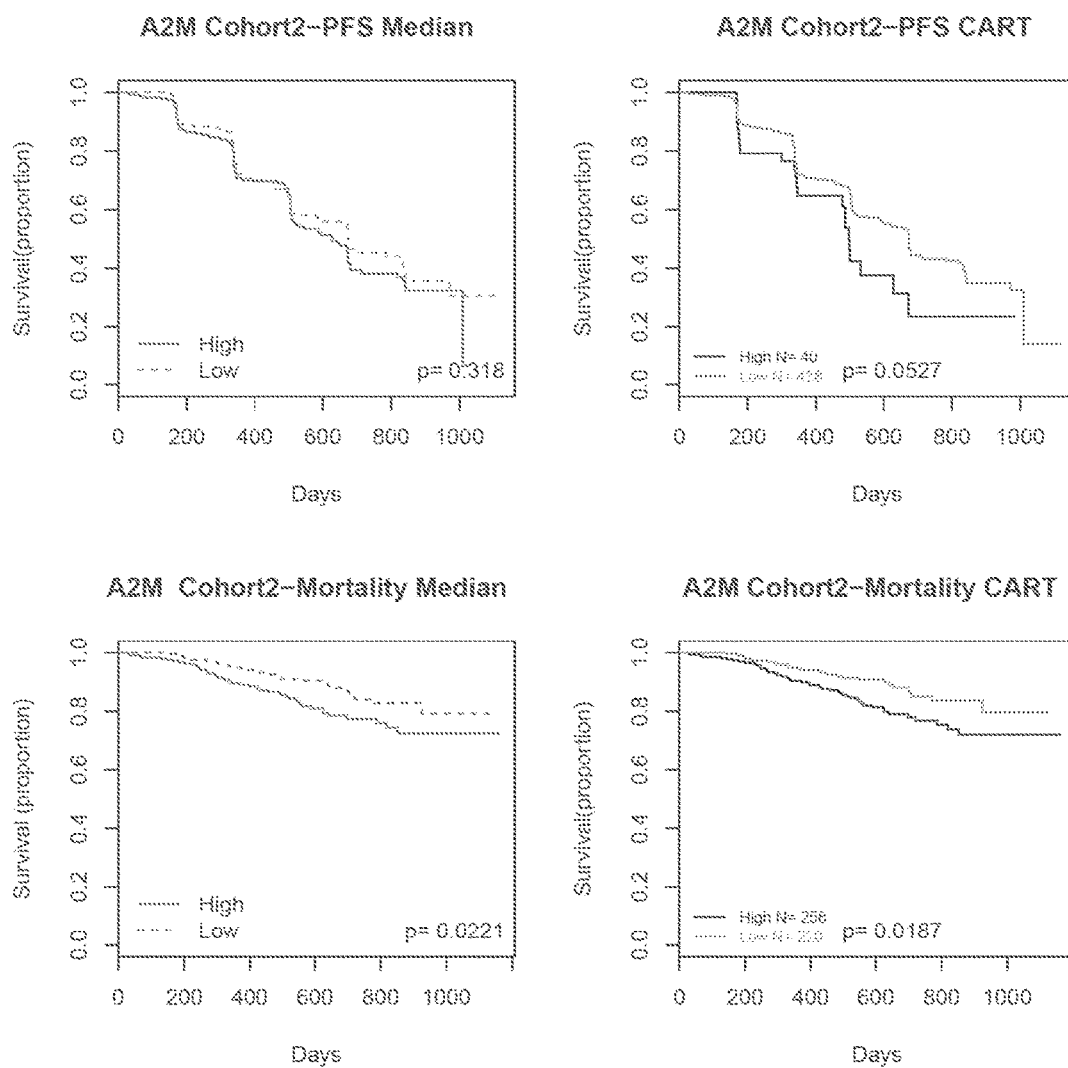 A2M Cohort2-PFS Median
Survival(proportion)
1.0
0.8
0.6
0.4
0.2
0.0
High
Low
p= 0.318
0 200 400 600 800 1000
Days
A2M Cohort2-PFS CART
Survival(proportion)
1.0
0.8
0.6
0.4
0.2
0.0
High N= 40
Low N= 428
p= 0.0527
0 200 400 600 800 1000
Days
A2M Cohort2-Mortality Median
Survival (proportion)
1.0
0.8
0.6
0.4
0.2
0.0
High
Low
p= 0.0221
0 200 400 600 800 1000
Days
A2M Cohort2-Mortality CART
Survival(proportion)
1.0
0.8
0.6
0.4
0.2
0.0
High N=
Low N=
p= 0.0187
0 200 400 600 800 1000
Days